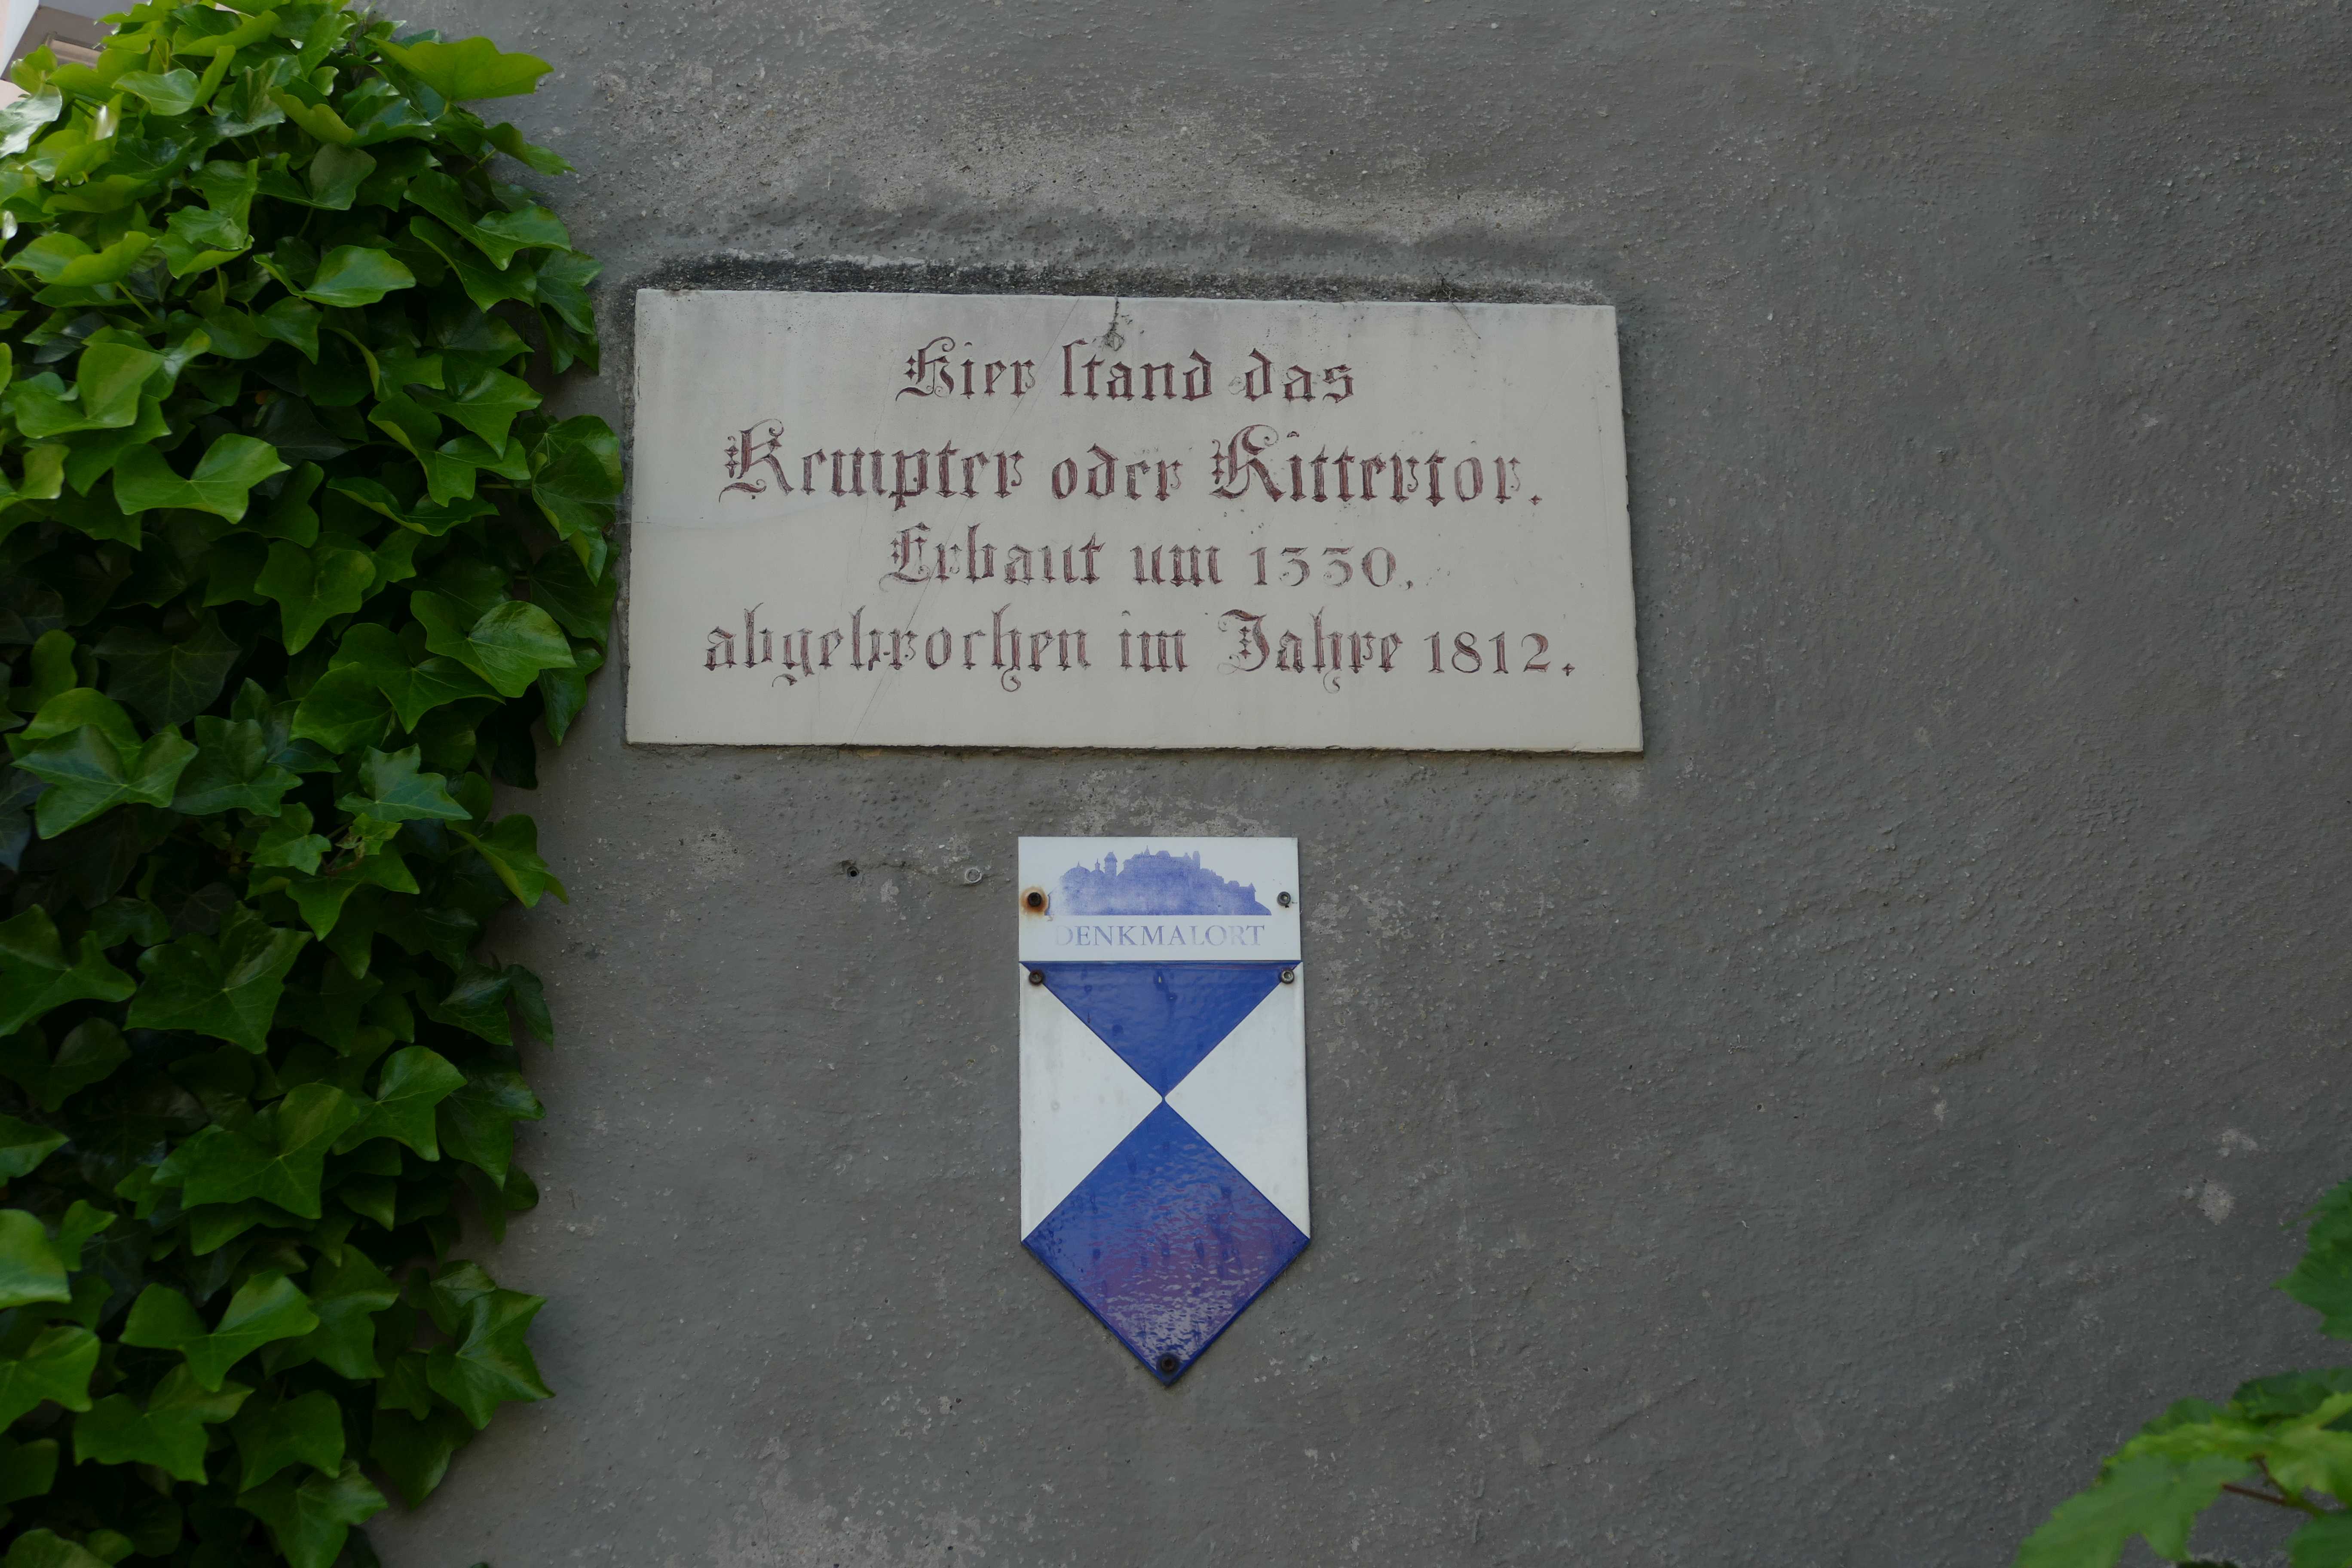 Hier ſtand das
Kempter oder Rittertor.
Erbaut um 1330,
abgebrochen im Jahre 1812.
DENKMALORT